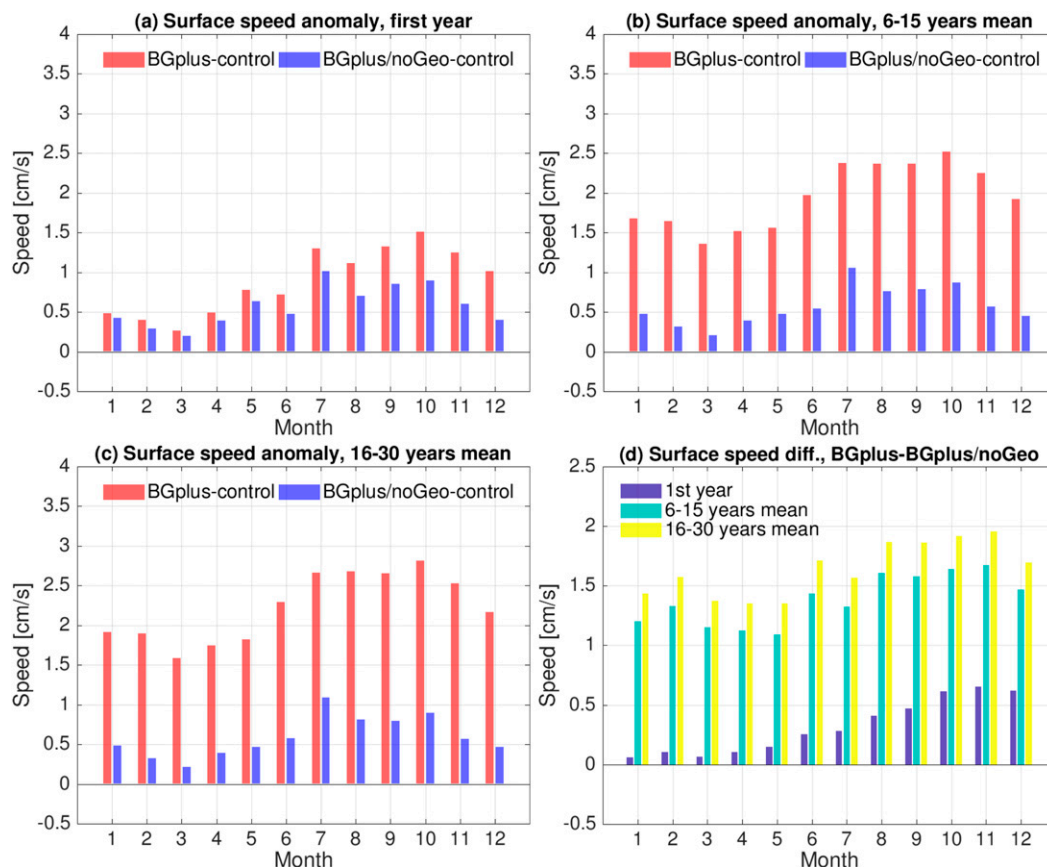 (a) Surface speed anomaly, first year
BGplus-control BGplus/noGeo-control
Speed [cm/s]
4
3.5
3
2.5
2
1.5
1
0.5
0
-0.5
1 2 3 4 5 6 7 8 9 10 11 12
Month
(b) Surface speed anomaly, 6-15 years mean
BGplus-control BGplus/noGeo-control
Speed [cm/s]
4
3.5
3
2.5
2
1.5
1
0.5
0
-0.5
1 2 3 4 5 6 7 8 9 10 11 12
Month
(c) Surface speed anomaly, 16-30 years mean
BGplus-control BGplus/noGeo-control
Speed [cm/s]
4
3.5
3
2.5
2
1.5
1
0.5
0
-0.5
1 2 3 4 5 6 7 8 9 10 11 12
Month
(d) Surface speed diff., BGplus-BGplus/noGeo
1st year
6-15 years mean
16-30 years mean
Speed [cm/s]
2.5
2
1.5
1
0.5
0
-0.5
1 2 3 4 5 6 7 8 9 10 11 12
Month